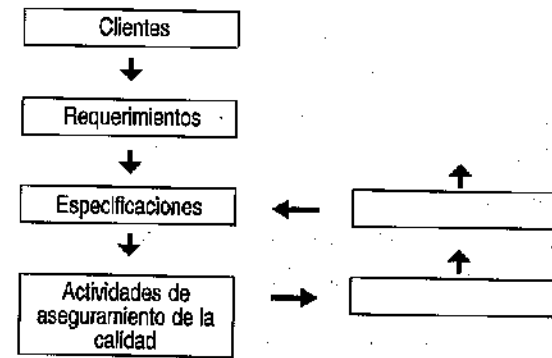 Clientes
Requerimientos
Especificaciones
Actividades de
aseguramiento de la
calidad